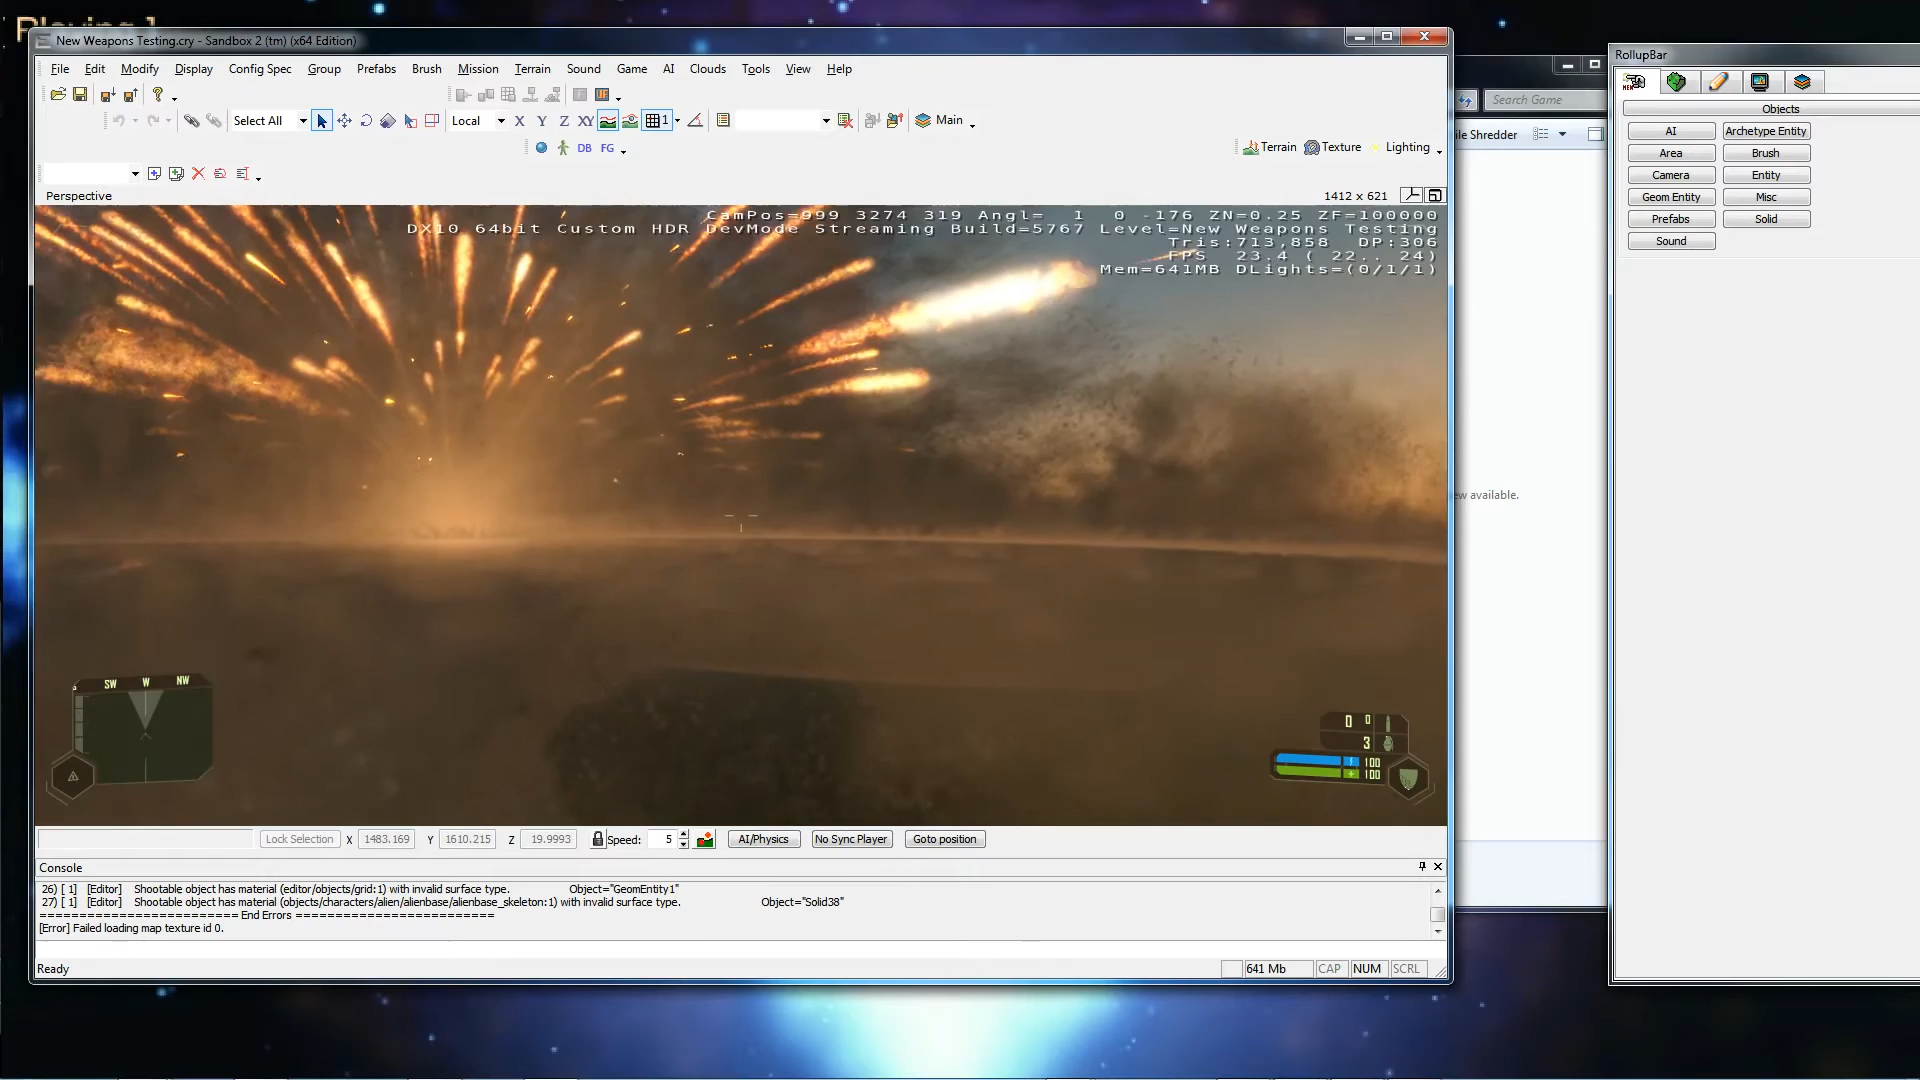 Playing 1
New Weapons Testing.cry - Sandbox 2 (tm) (x64 Edition)
File Edit Modify Display Config Spec Group Prefabs Brush Mission Terrain Sound Game AI Clouds Tools View Help
Select All Local X Y Z XY 1 Main
DB FG Terrain Texture Lighting
Perspective 1412 x 621
CamPos=999 3274 319 Angl= 1 0 -176 ZN=0.25 ZF=100000
DX10 64bit Custom HDR DevMode Streaming Build=5767 Level=New Weapons Testing
Tris:713,858 DP:306
FPS 23.4 ( 22.. 24)
Mem=641MB DLights=(0/1/1)
SW W NW
0 0
3
100
100
Lock Selection X 1483.169 Y 1610.215 Z 19.9993 Speed: 5 AI/Physics No Sync Player Goto position
Console
26) [ 1] [Editor] Shootable object has material (editor/objects/grid:1) with invalid surface type. Object="GeomEntity1"
27) [ 1] [Editor] Shootable object has material (objects/characters/alien/alienbase/alienbase_skeleton:1) with invalid surface type. Object="Solid38"
========================= End Errors =========================
[Error] Failed loading map texture id 0.
Ready 641 Mb CAP NUM SCRL
Search Game
ile Shredder
ew available.
RollupBar
Objects
AI Archetype Entity
Area Brush
Camera Entity
Geom Entity Misc
Prefabs Solid
Sound